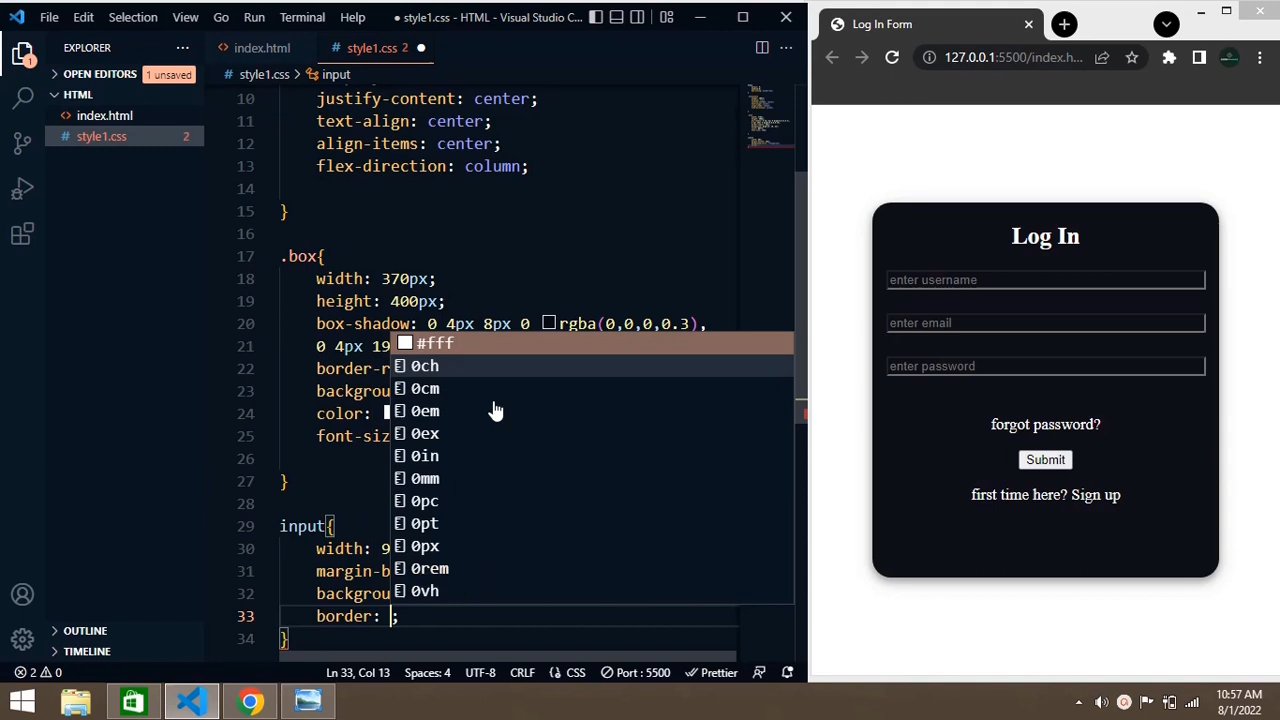 File Edit Selection View Go Run Terminal Help ● style1.css - HTML - Visual Studio C...
Log In Form
EXPLORER
index.html
style1.css 2
127.0.0.1:5500/index.h...
OPEN EDITORS 1 unsaved
style1.css > input
HTML
index.html
style1.css 2
10 justify-content: center;
11 text-align: center;
12 align-items: center;
13 flex-direction: column;
14
15 }
16
17 .box{
18 width: 370px;
19 height: 400px;
20 box-shadow: 0 4px 8px 0 rgba(0,0,0,0.3),
21 0 4px 19
22 border-r
23 backgrou
24 color:
25 font-siz
26
27 }
28
29 input{
30 width: 9
31 margin-b
32 backgrou
33 border: ;
34 }
#fff
0ch
0cm
0em
0ex
0in
0mm
0pc
0pt
0px
0rem
0vh
Log In
enter username
enter email
enter password
forgot password?
Submit
first time here? Sign up
OUTLINE
TIMELINE
2 0
Ln 33, Col 13 Spaces: 4 UTF-8 CRLF {} CSS Port : 5500 Prettier
10:57 AM
8/1/2022